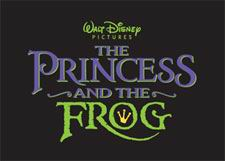 WALT DISNEY
PICTURES
THE
PRINCESS
AND THE
FROG